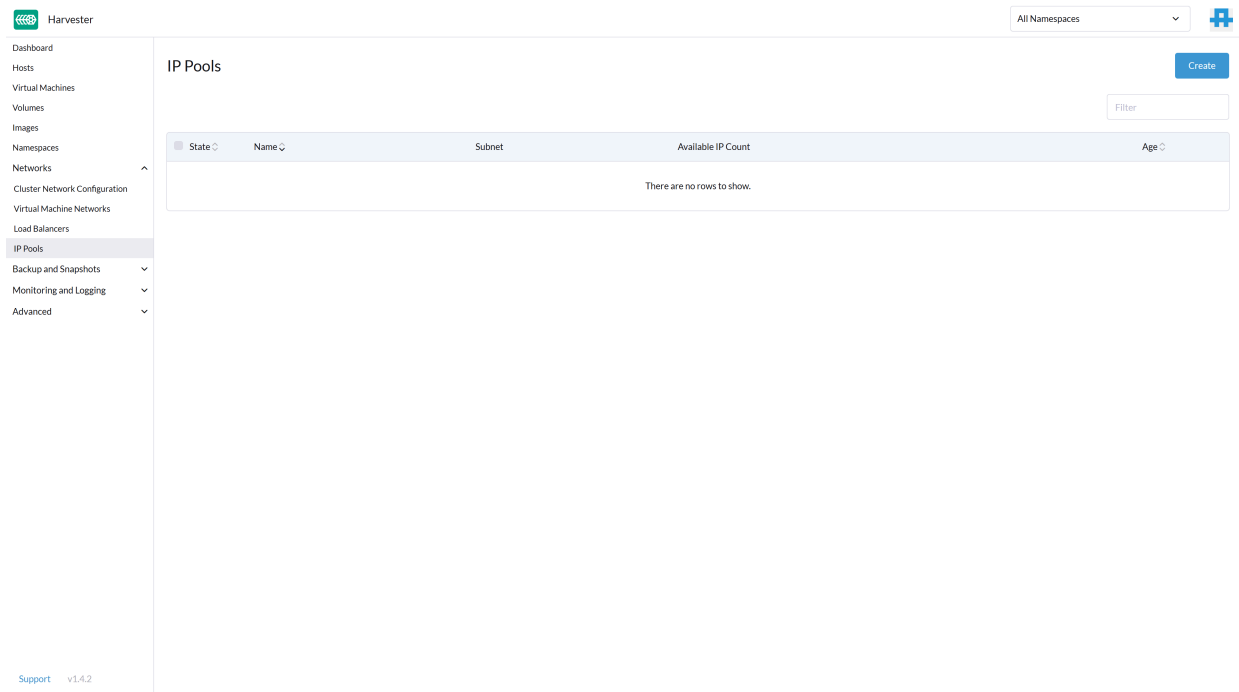 Harvester
All Namespaces
Dashboard
Hosts
Virtual Machines
Volumes
Images
Namespaces
Networks
Cluster Network Configuration
Virtual Machine Networks
Load Balancers
IP Pools
Backup and Snapshots
Monitoring and Logging
Advanced
Support v1.4.2
IP Pools
Create
Filter
State Name Subnet Available IP Count Age
There are no rows to show.